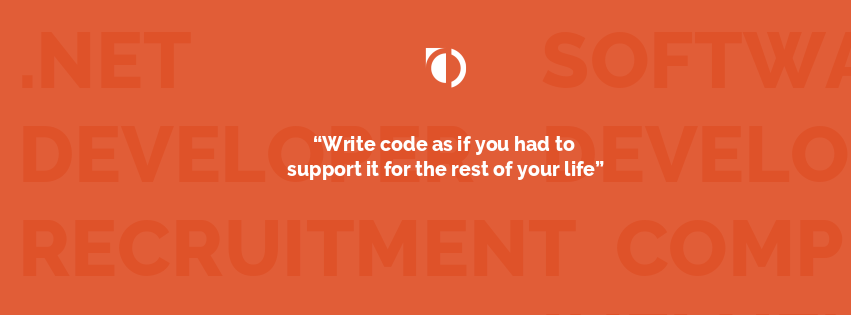 .NET SOFTWA
“Write code as if you had to
DEVELOPER DEVELO
support it for the rest of your life”
RECRUITMENT COMP